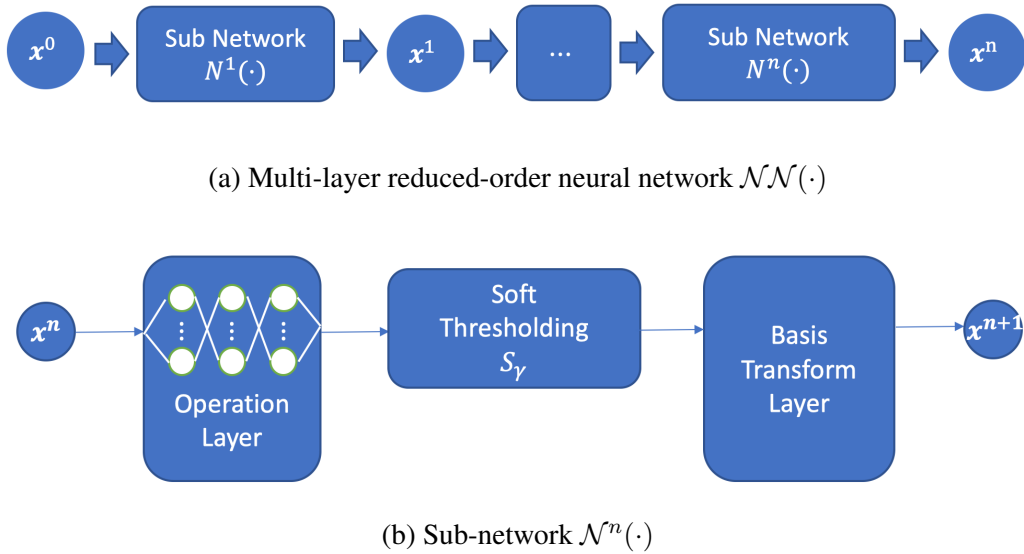 x⁰
Sub Network
N¹(·)
x¹
...
Sub Network
Nⁿ(·)
xⁿ
(a) Multi-layer reduced-order neural network 𝒩𝒩(·)
xⁿ
Operation
Layer
Soft
Thresholding
S_γ
Basis
Transform
Layer
xⁿ⁺¹
(b) Sub-network 𝒩ⁿ(·)